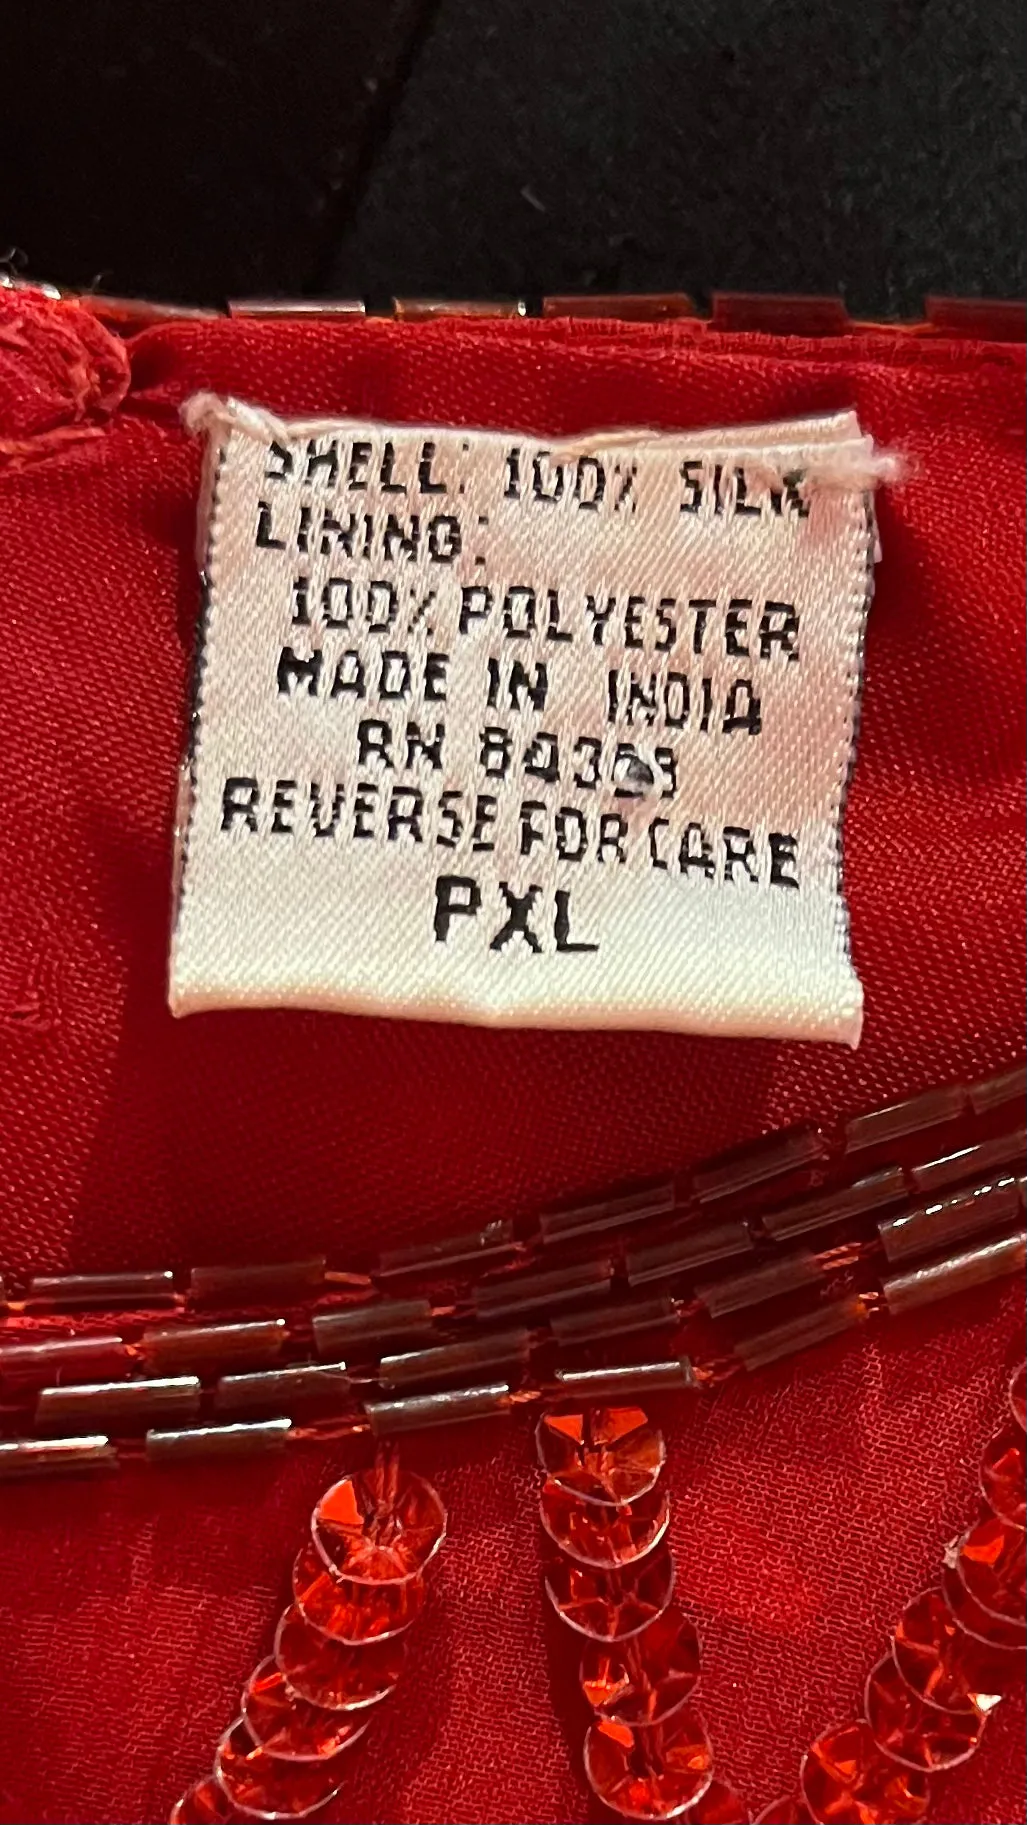 SHELL: 100% SILK
LINING:
100% POLYESTER
MADE IN INDIA
RN
REVERSE FOR CARE
PXL